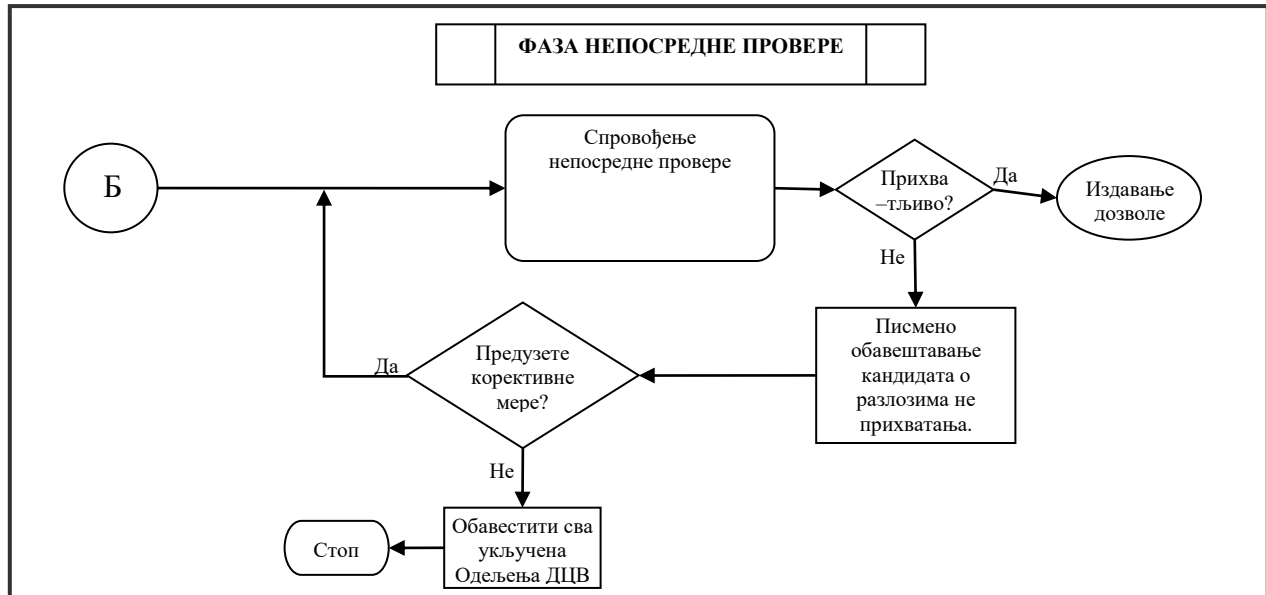 ФАЗА НЕПОСРЕДНЕ ПРОВЕРЕ
Б
Спровођење
непосредне провере
Прихва
–тљиво?
Да
Издавање
дозволе
Не
Писмено
обавештавање
кандидата о
разлозима не
прихватања.
Предузете
корективне
мере?
Да
Не
Обавестити сва
укључена
Одељења ДЦВ
Стоп